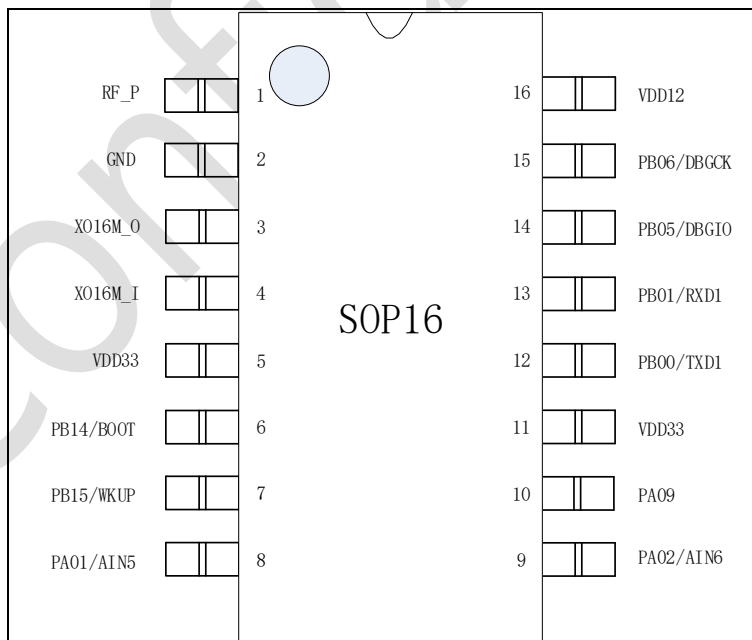 RF_P 1 16 VDD12
GND 2 15 PB06/DBGCK
XO16M_O 3 14 PB05/DBGIO
XO16M_I 4 13 PB01/RXD1
SOP16
VDD33 5 12 PB00/TXD1
PB14/BOOT 6 11 VDD33
PB15/WKUP 7 10 PA09
PA01/AIN5 8 9 PA02/AIN6